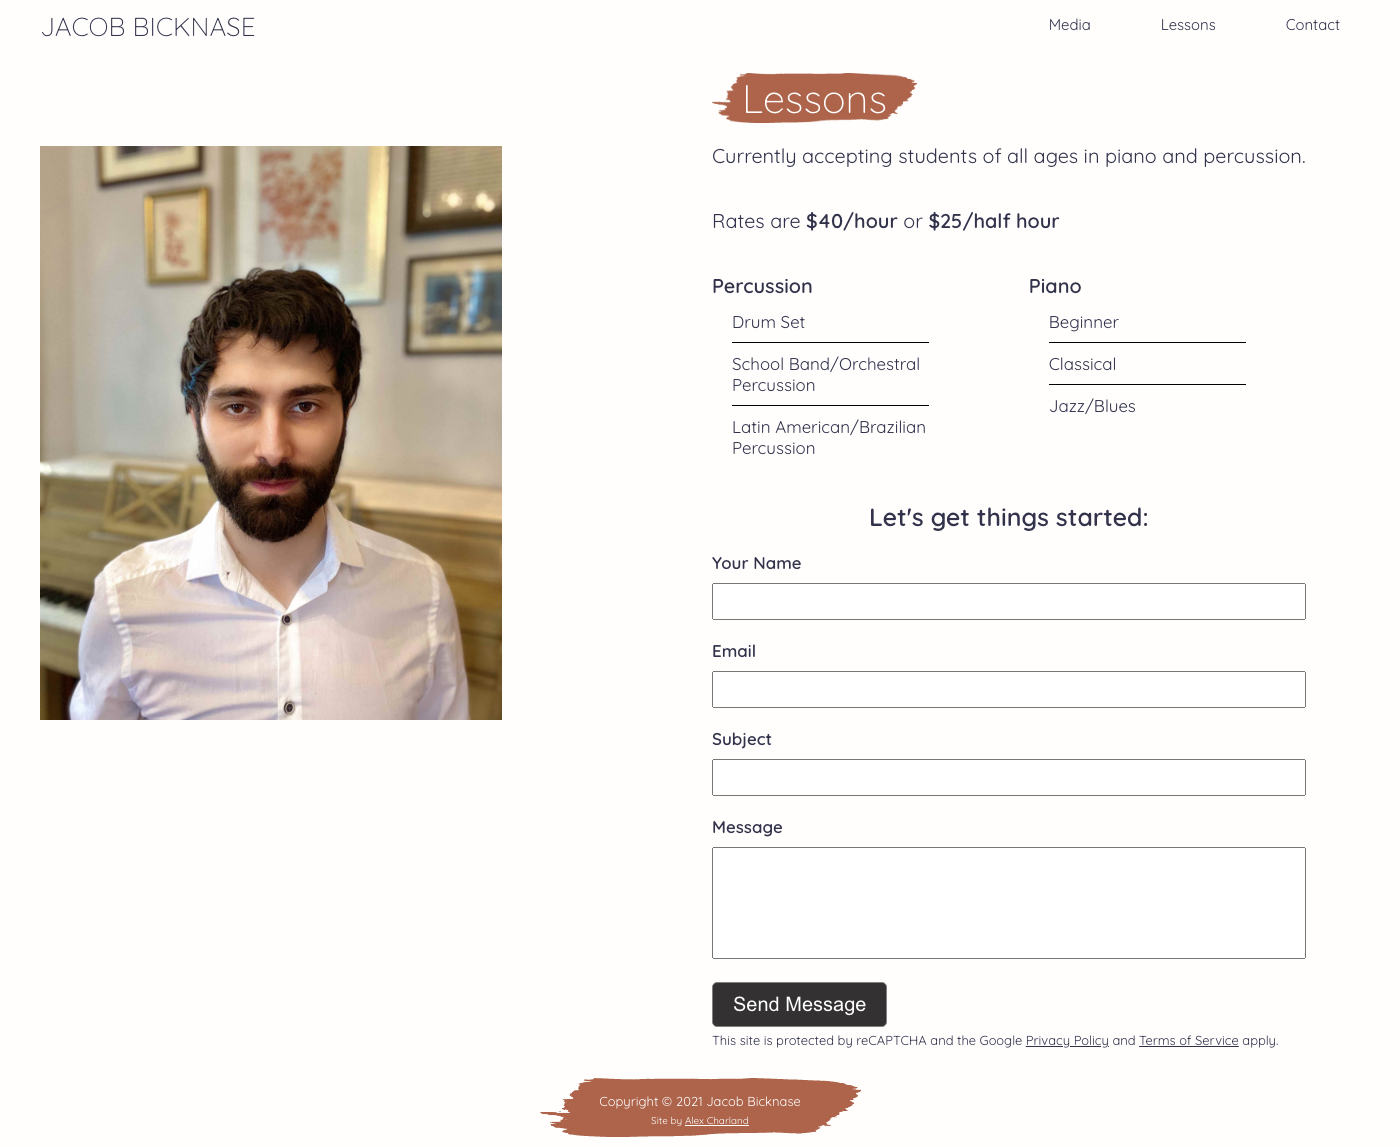 JACOB BICKNASE
Media
Lessons
Contact
Lessons
Currently accepting students of all ages in piano and percussion.
Rates are $40/hour or $25/half hour
Percussion
Drum Set
School Band/Orchestral
Percussion
Latin American/Brazilian
Percussion
Piano
Beginner
Classical
Jazz/Blues
Let's get things started:
Your Name
Email
Subject
Message
Send Message
This site is protected by reCAPTCHA and the Google Privacy Policy and Terms of Service apply.
Copyright © 2021 Jacob Bicknase
Site by Alex Charland